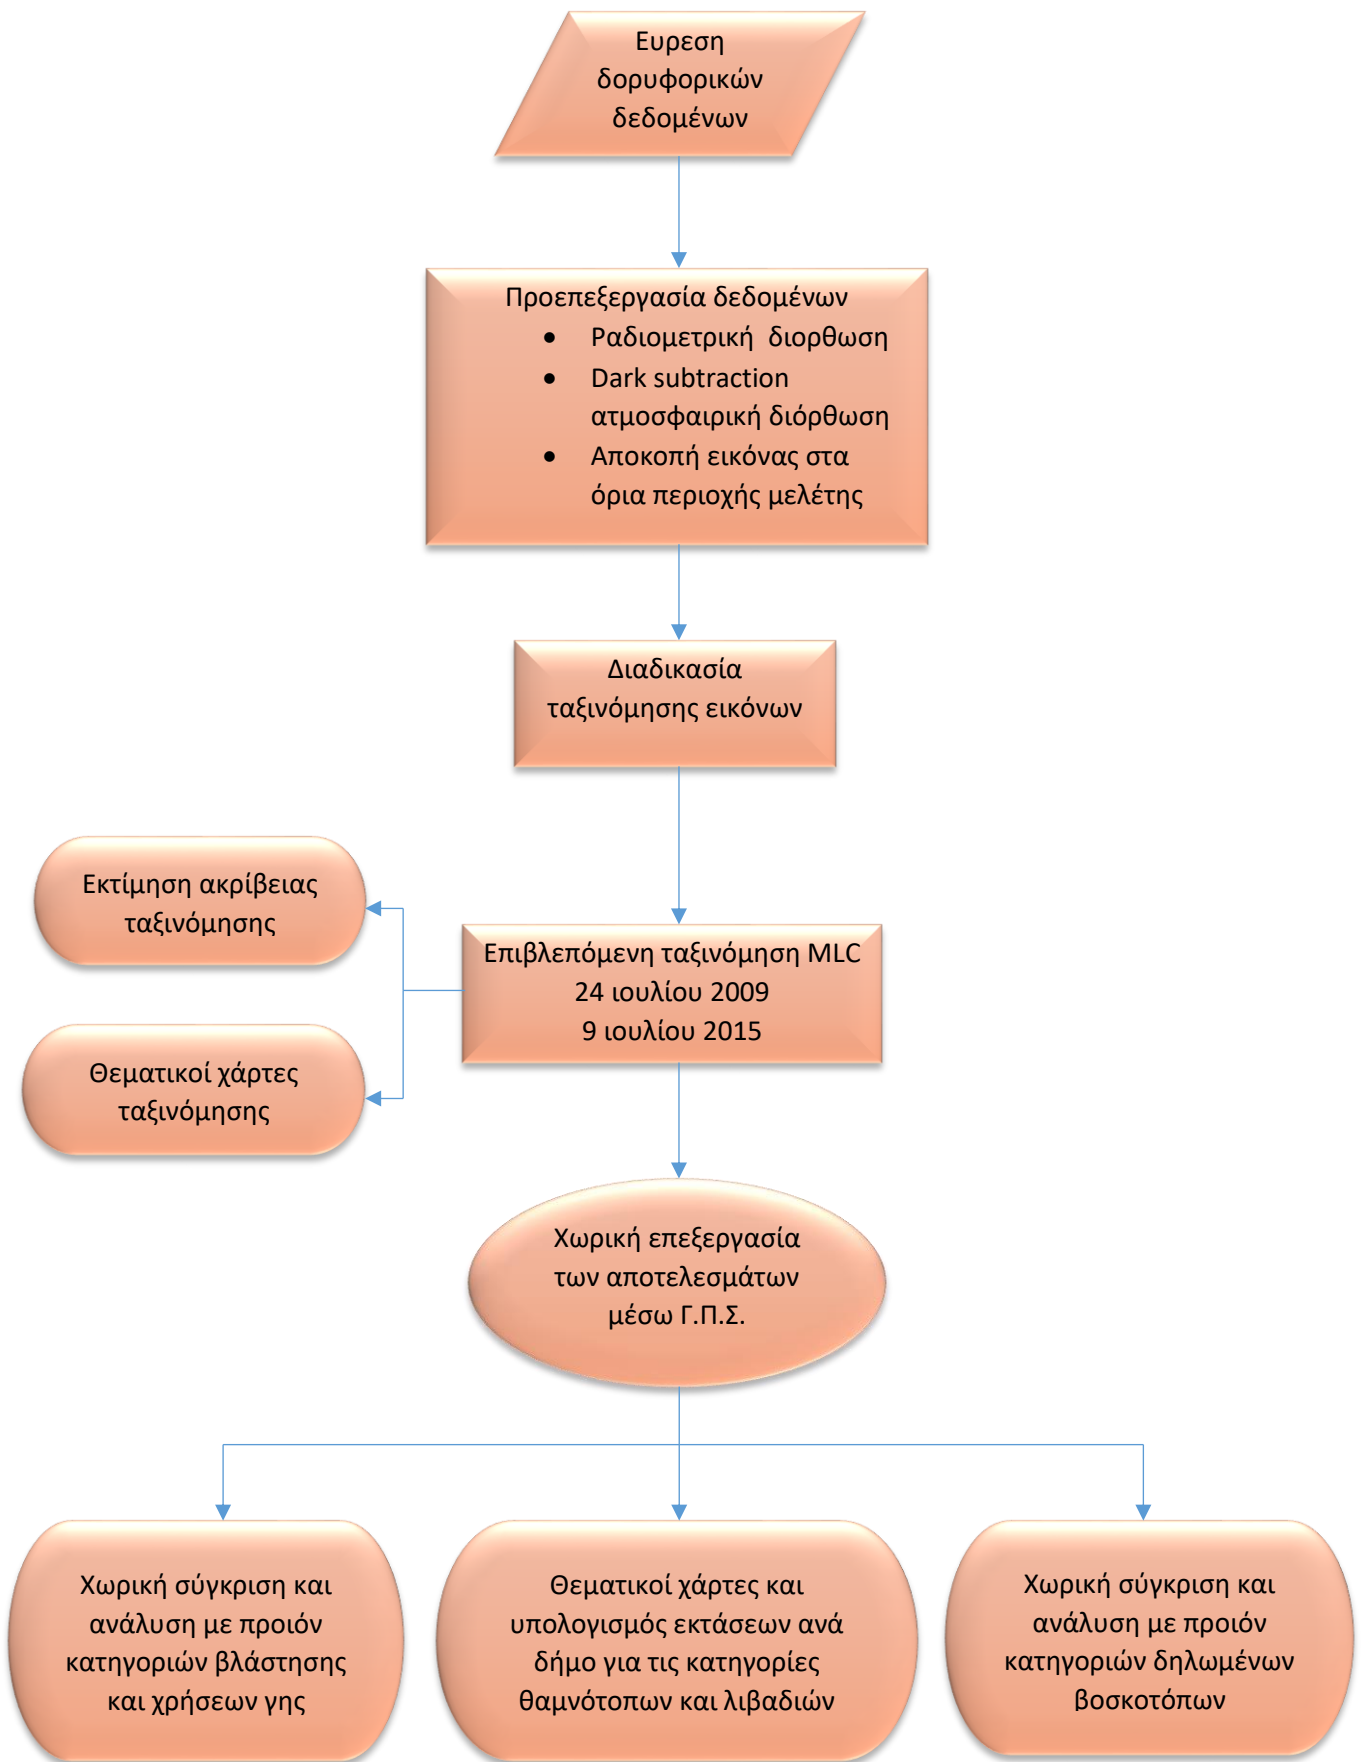 Ευρεση
δορυφορικών
δεδομένων
Προεπεξεργασία δεδομένων
• Ραδιομετρική διορθωση
• Dark subtraction
ατμοσφαιρική διόρθωση
• Αποκοπή εικόνας στα
όρια περιοχής μελέτης
Διαδικασία
ταξινόμησης εικόνων
Εκτίμηση ακρίβειας
ταξινόμησης
Επιβλεπόμενη ταξινόμηση MLC
24 ιουλίου 2009
9 ιουλίου 2015
Θεματικοί χάρτες
ταξινόμησης
Χωρική επεξεργασία
των αποτελεσμάτων
μέσω Γ.Π.Σ.
Χωρική σύγκριση και
ανάλυση με προιόν
κατηγοριών βλάστησης
και χρήσεων γης
Θεματικοί χάρτες και
υπολογισμός εκτάσεων ανά
δήμο για τις κατηγορίες
θαμνότοπων και λιβαδιών
Χωρική σύγκριση και
ανάλυση με προιόν
κατηγοριών δηλωμένων
βοσκοτόπων